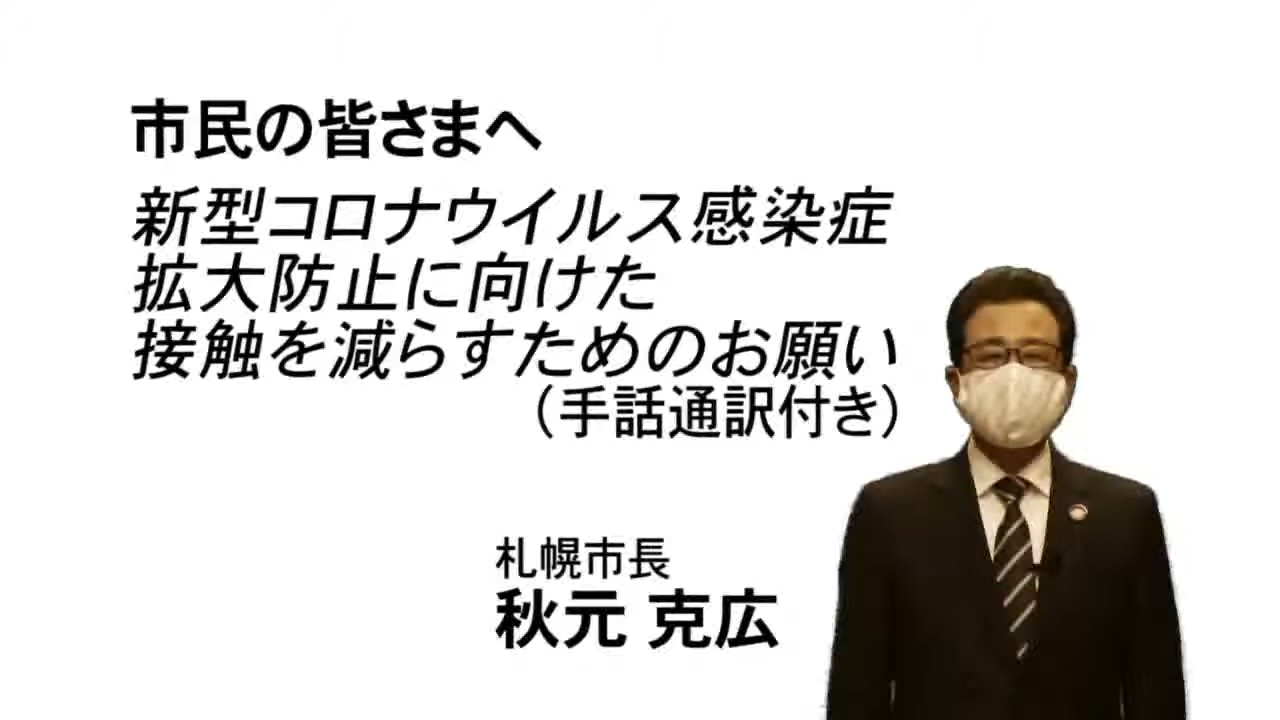 市民の皆さまへ
新型コロナウイルス感染症
拡大防止に向けた
接触を減らすためのお願い
（手話通訳付き）
札幌市長
秋元 克広